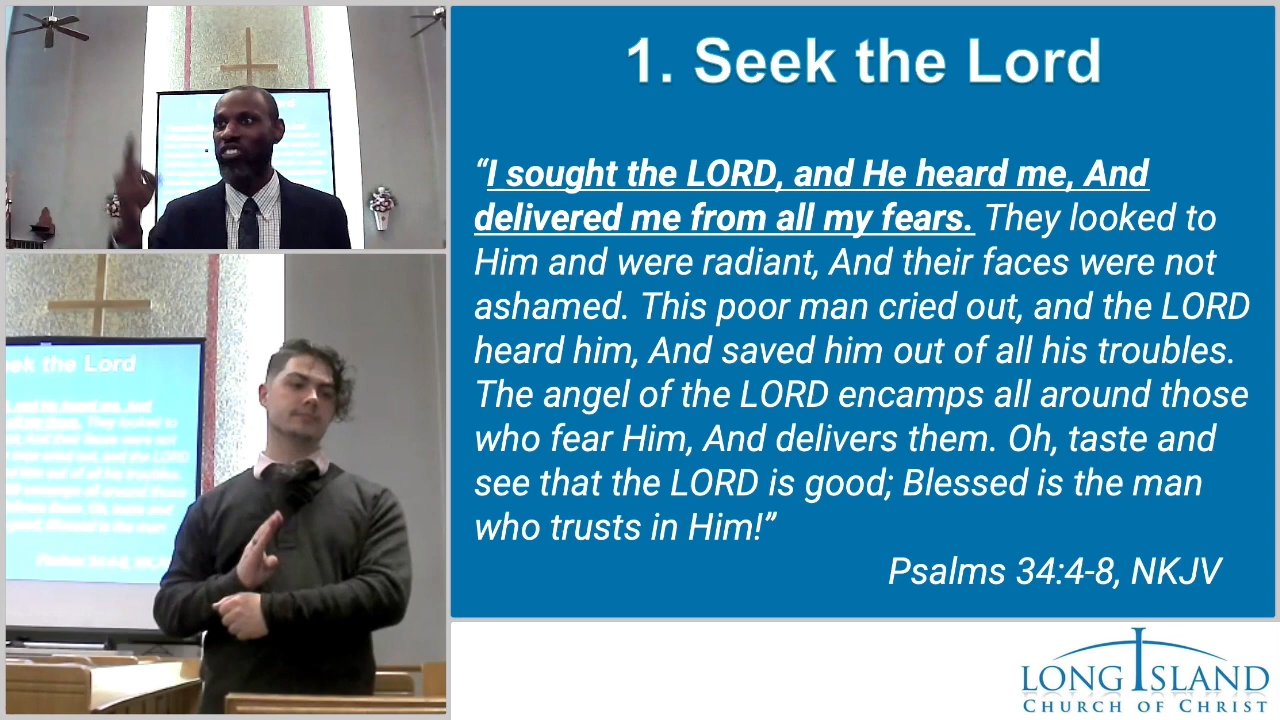 1. Seek the Lord
“I sought the LORD, and He heard me, And
delivered me from all my fears. They looked to
Him and were radiant, And their faces were not
ashamed. This poor man cried out, and the LORD
heard him, And saved him out of all his troubles.
The angel of the LORD encamps all around those
who fear Him, And delivers them. Oh, taste and
see that the LORD is good; Blessed is the man
who trusts in Him!”
Psalms 34:4-8, NKJV
LONG ISLAND
CHURCH OF CHRIST
the Lord